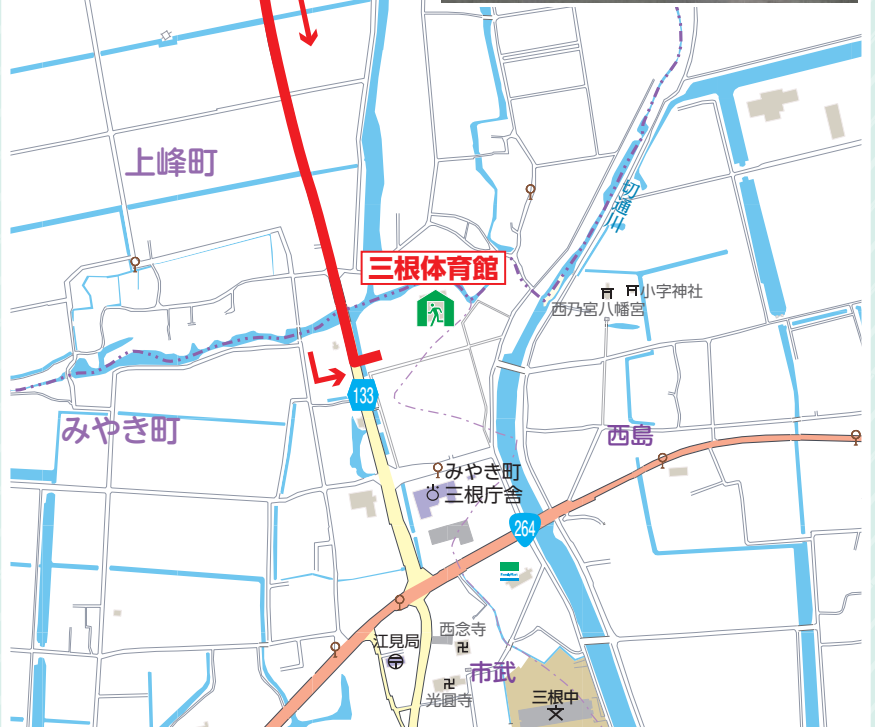 上峰町
切通川
三根体育館
小字神社
西乃宮八幡宮
133
みやき町
西島
みやき町
三根庁舎
264
FamilyMart
西念寺
江見局
市武
光圓寺
三根中